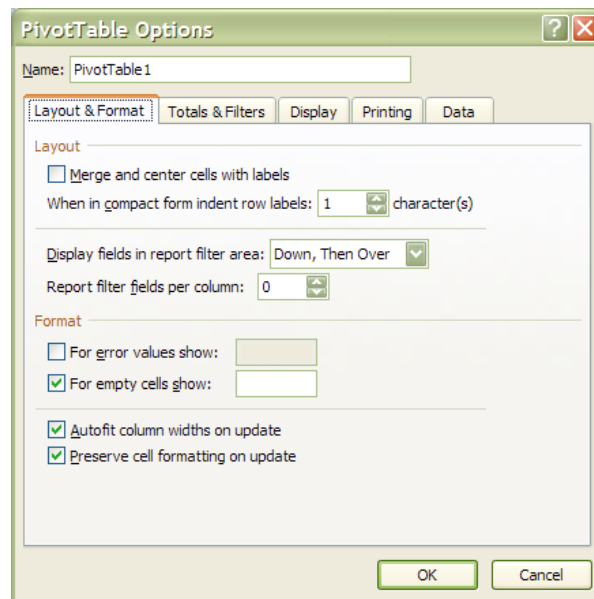 PivotTable Options
Name: PivotTable1
Layout & Format Totals & Filters Display Printing Data
Layout
Merge and center cells with labels
When in compact form indent row labels: 1 character(s)
Display fields in report filter area: Down, Then Over
Report filter fields per column: 0
Format
For error values show:
For empty cells show:
Autofit column widths on update
Preserve cell formatting on update
OK Cancel